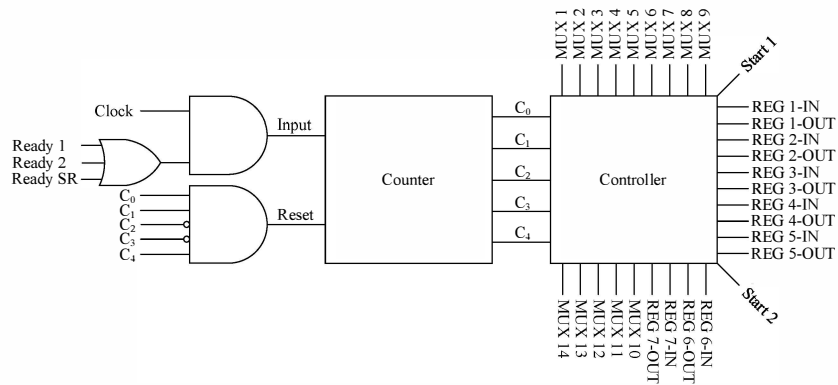 MUX 1
MUX 2
MUX 3
MUX 4
MUX 5
MUX 6
MUX 7
MUX 8
MUX 9
Start 1
Clock
Input
Ready 1
Ready 2
Ready SR
C0
C1
C2
C3
C4
Reset
Counter
C0
C1
C2
C3
C4
Controller
REG 1-IN
REG 1-OUT
REG 2-IN
REG 2-OUT
REG 3-IN
REG 3-OUT
REG 4-IN
REG 4-OUT
REG 5-IN
REG 5-OUT
Start 2
MUX 14
MUX 13
MUX 12
MUX 11
MUX 10
REG 7-OUT
REG 7-IN
REG 6-OUT
REG 6-IN